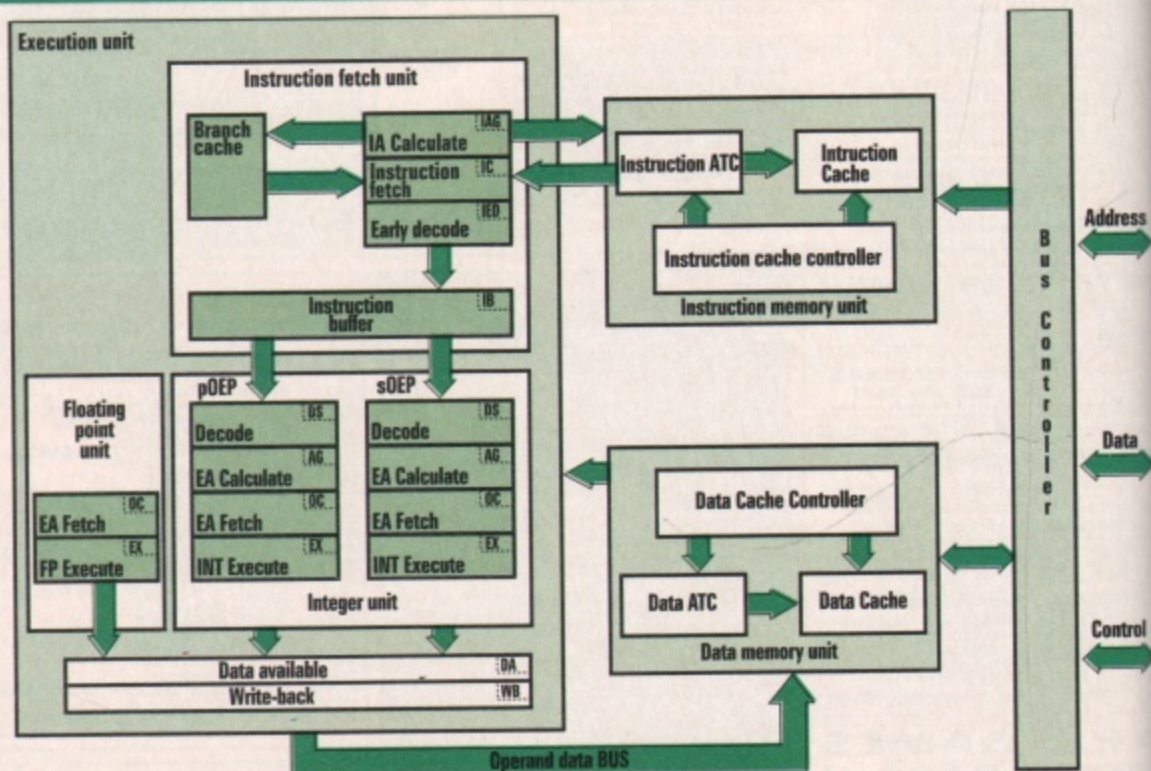 Execution unit
Instruction fetch unit
Branch
cache
IAG
IA Calculate
Instruction
fetch
IC
IED
Early decode
Instruction
buffer
IB
Instruction ATC
Intruction
Cache
Instruction cache controller
Instruction memory unit
Bus Controller
Address
Data
Control
Floating
point
unit
OC
EA Fetch
EX
FP Execute
pOEP
DS
Decode
AG
EA Calculate
OC
EA Fetch
EX
INT Execute
sOEP
DS
Decode
AG
EA Calculate
OC
EA Fetch
EX
INT Execute
Integer unit
Data Cache Controller
Data ATC
Data Cache
Data memory unit
Data available
DA
Write-back
WB
Operand data BUS